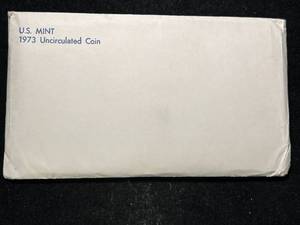 U.S. MINT
1973 Uncirculated Coin